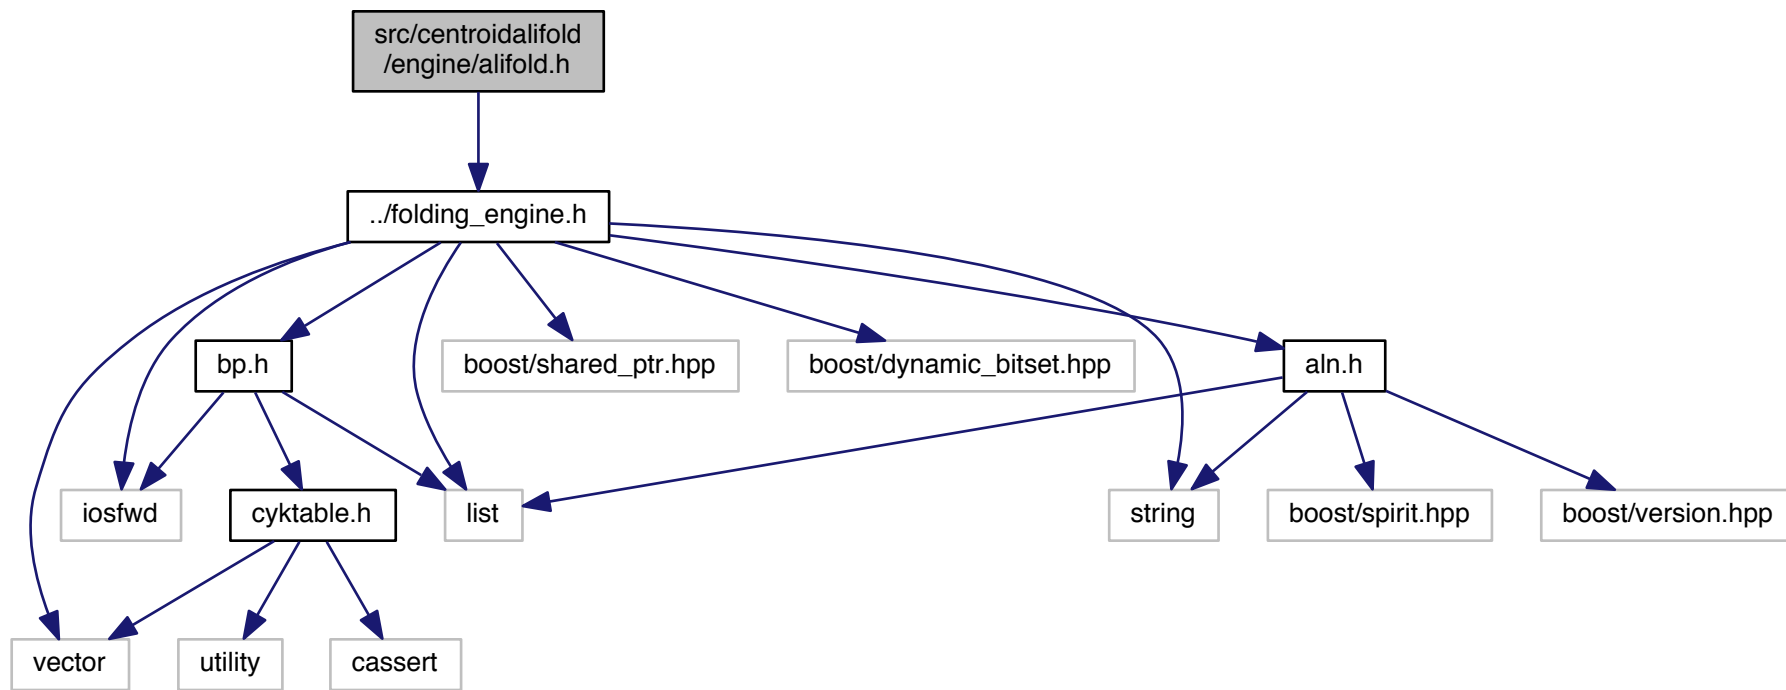 src/centroidalifold
/engine/alifold.h
../folding_engine.h
bp.h
boost/shared_ptr.hpp
boost/dynamic_bitset.hpp
aln.h
iosfwd
cyktable.h
list
string
boost/spirit.hpp
boost/version.hpp
vector
utility
cassert